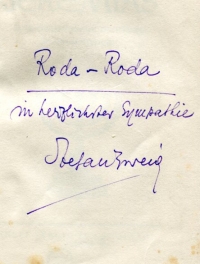 Roda – Roda
in herzlichster Sympathie
Stefan Zweig